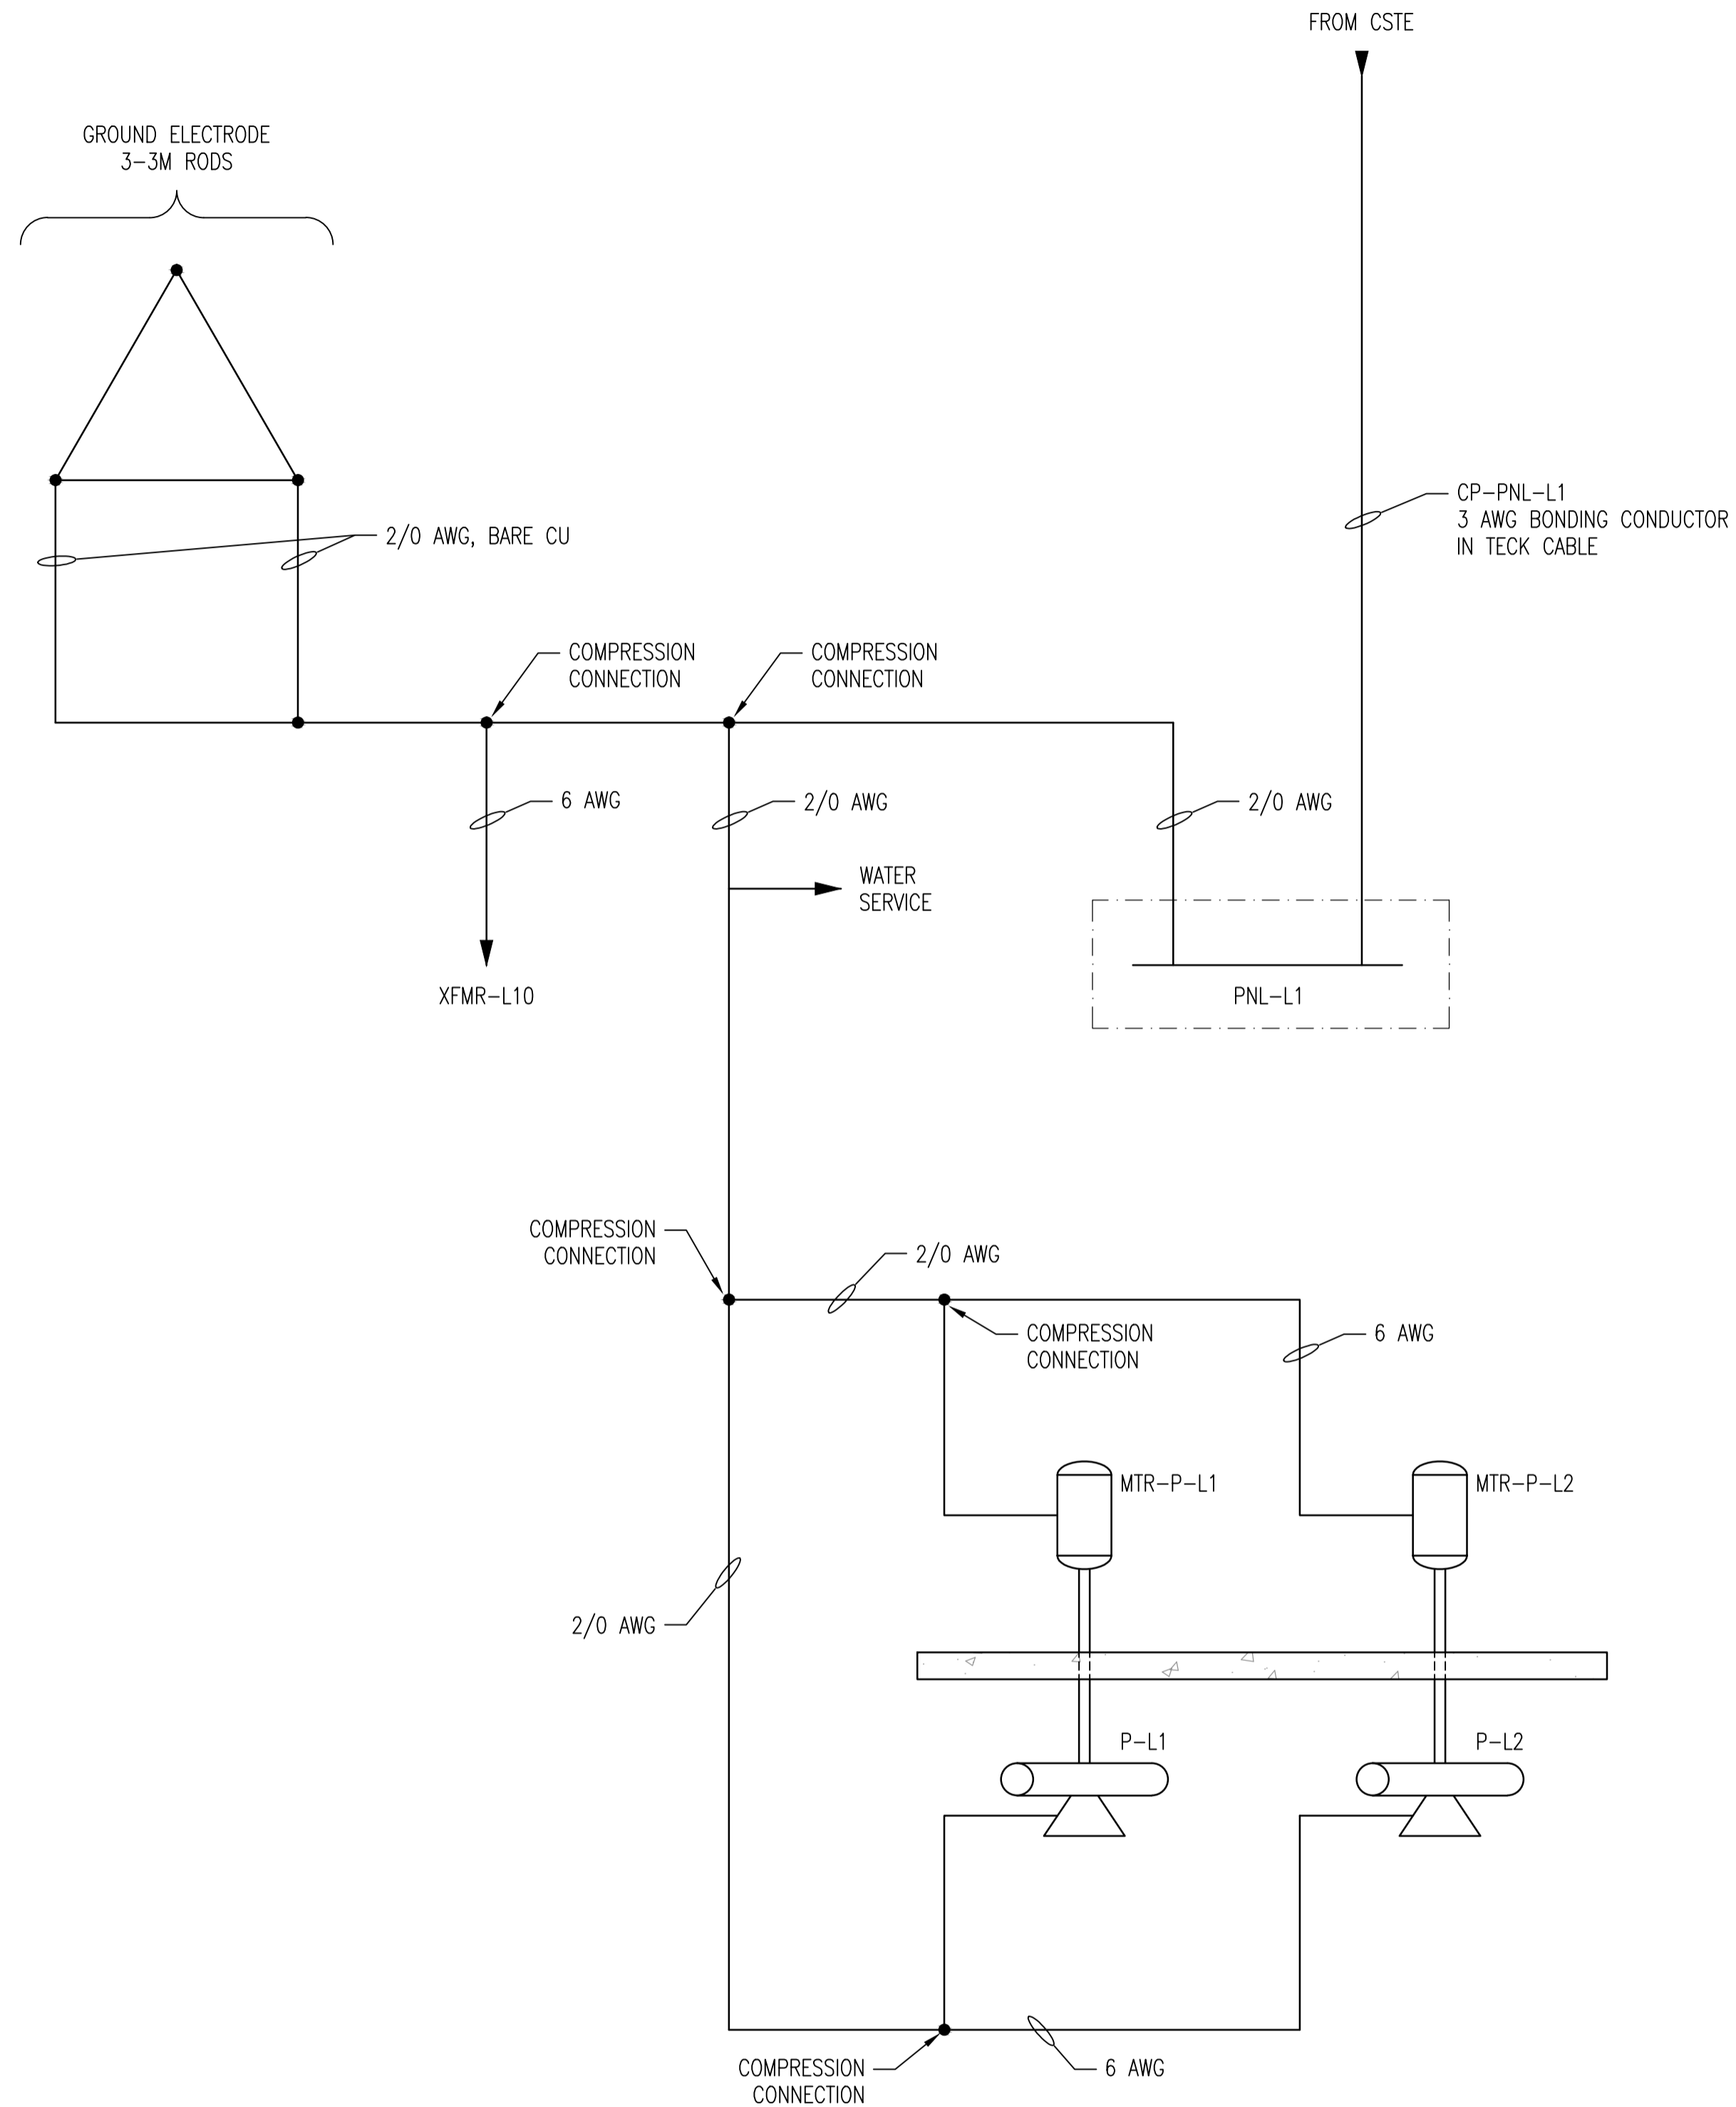 FROM CSTE
GROUND ELECTRODE
3-3M RODS
CP-PNL-L1
3 AWG BONDING CONDUCTOR
IN TECK CABLE
2/0 AWG, BARE CU
COMPRESSION
CONNECTION
COMPRESSION
CONNECTION
6 AWG
2/0 AWG
2/0 AWG
WATER
SERVICE
XFMR-L10
PNL-L1
COMPRESSION
CONNECTION
2/0 AWG
COMPRESSION
CONNECTION
6 AWG
MTR-P-L1
MTR-P-L2
2/0 AWG
P-L1
P-L2
COMPRESSION
CONNECTION
6 AWG